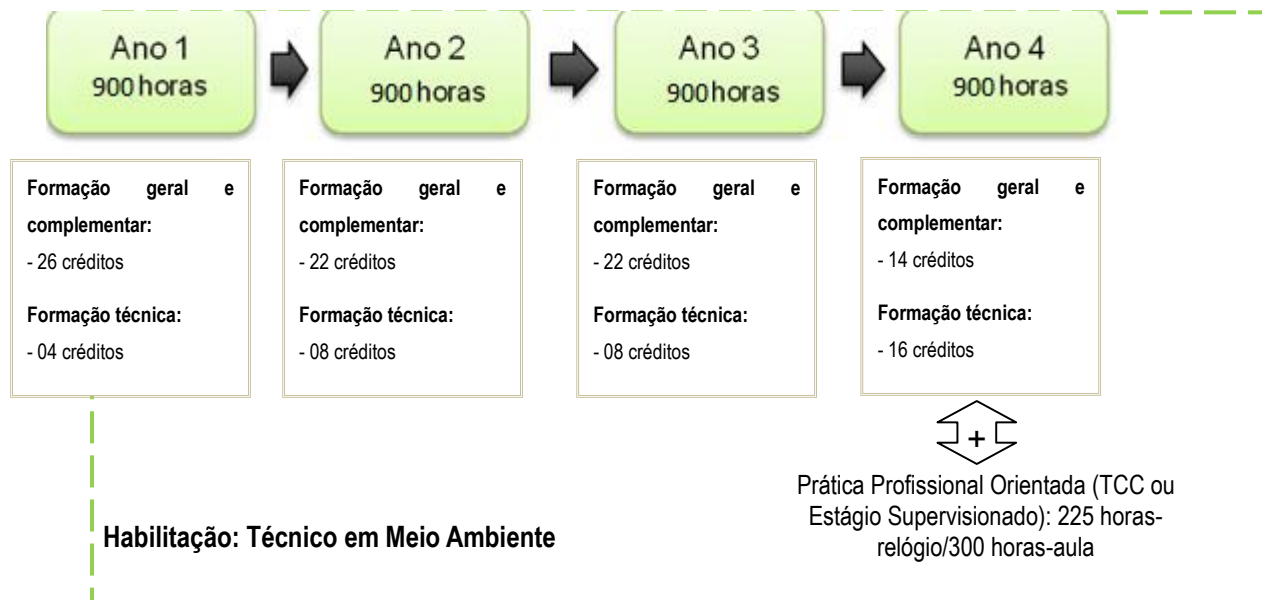 Ano 1
900 horas
Ano 2
900 horas
Ano 3
900 horas
Ano 4
900 horas
Formação geral e
complementar:
- 26 créditos
Formação técnica:
- 04 créditos
Formação geral e
complementar:
- 22 créditos
Formação técnica:
- 08 créditos
Formação geral e
complementar:
- 22 créditos
Formação técnica:
- 08 créditos
Formação geral e
complementar:
- 14 créditos
Formação técnica:
- 16 créditos
+
Prática Profissional Orientada (TCC ou
Estágio Supervisionado): 225 horas-
relógio/300 horas-aula
Habilitação: Técnico em Meio Ambiente